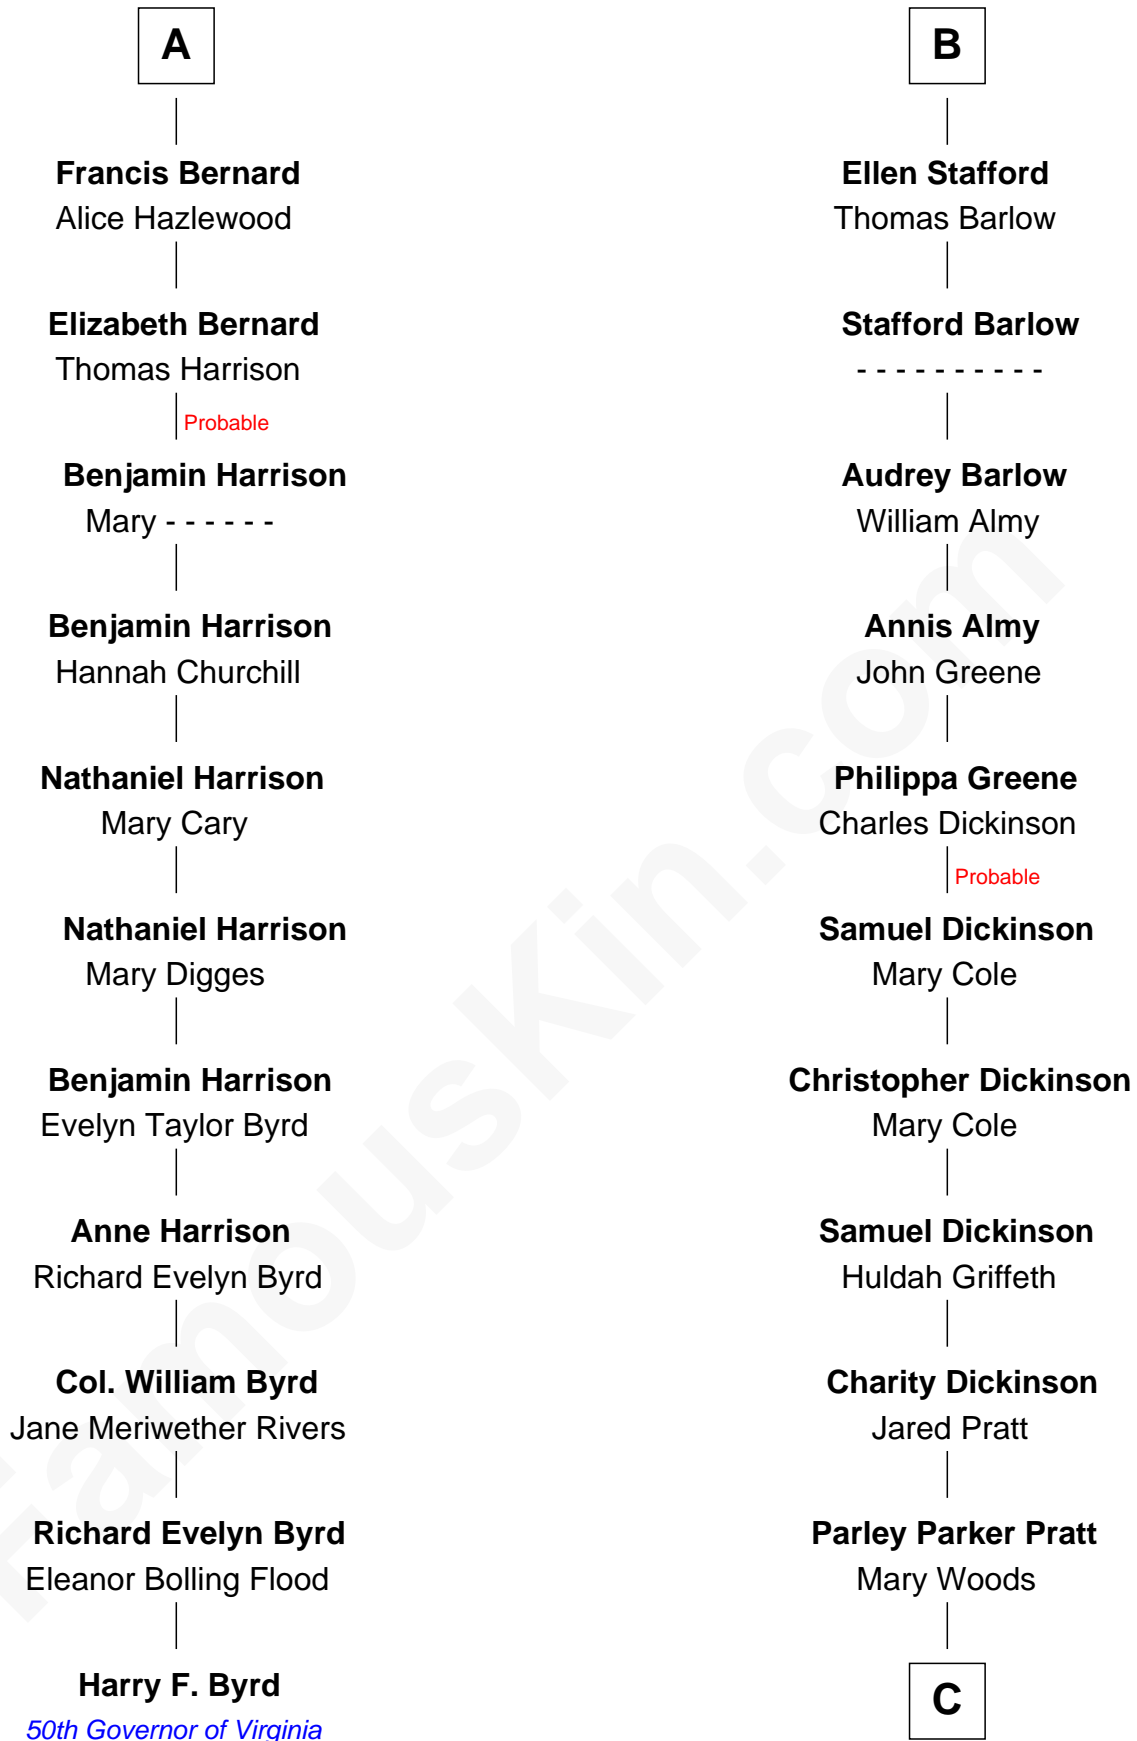 A
Francis Bernard
Alice Hazlewood
Elizabeth Bernard
Thomas Harrison
Probable
Benjamin Harrison
Mary - - - - - -
Benjamin Harrison
Hannah Churchill
Nathaniel Harrison
Mary Cary
Nathaniel Harrison
Mary Digges
Benjamin Harrison
Evelyn Taylor Byrd
Anne Harrison
Richard Evelyn Byrd
Col. William Byrd
Jane Meriwether Rivers
Richard Evelyn Byrd
Eleanor Bolling Flood
Harry F. Byrd
50th Governor of Virginia
B
Ellen Stafford
Thomas Barlow
Stafford Barlow
- - - - - - - - - -
Audrey Barlow
William Almy
Annis Almy
John Greene
Philippa Greene
Charles Dickinson
Probable
Samuel Dickinson
Mary Cole
Christopher Dickinson
Mary Cole
Samuel Dickinson
Huldah Griffeth
Charity Dickinson
Jared Pratt
Parley Parker Pratt
Mary Woods
C
FamousKin.com